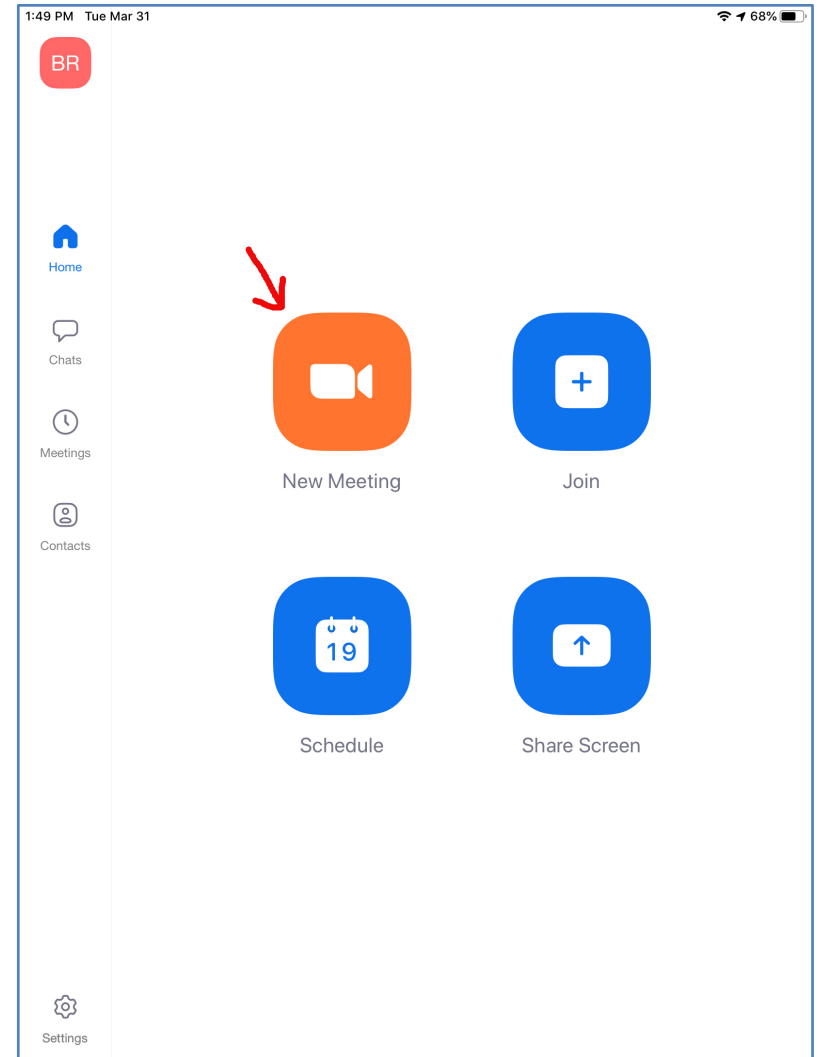 1:49 PM Tue Mar 31 68%
BR
Home
Chats
Meetings
Contacts
New Meeting Join
19
Schedule Share Screen
Settings